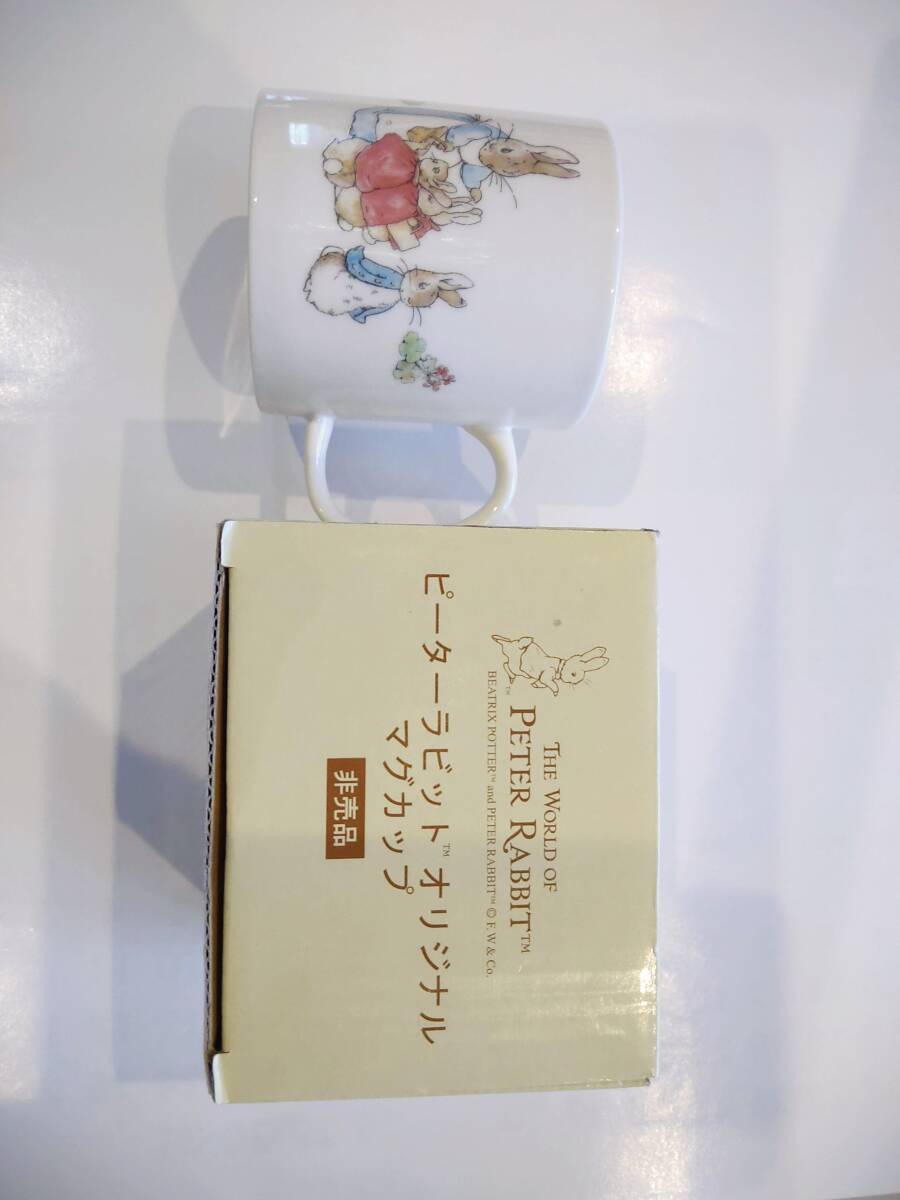 THE WORLD OF
PETER RABBIT™
™
BEATRIX POTTER™ and PETER RABBIT™ © F. W & Co.
ピーターラビット™オリジナル
マグカップ
非売品